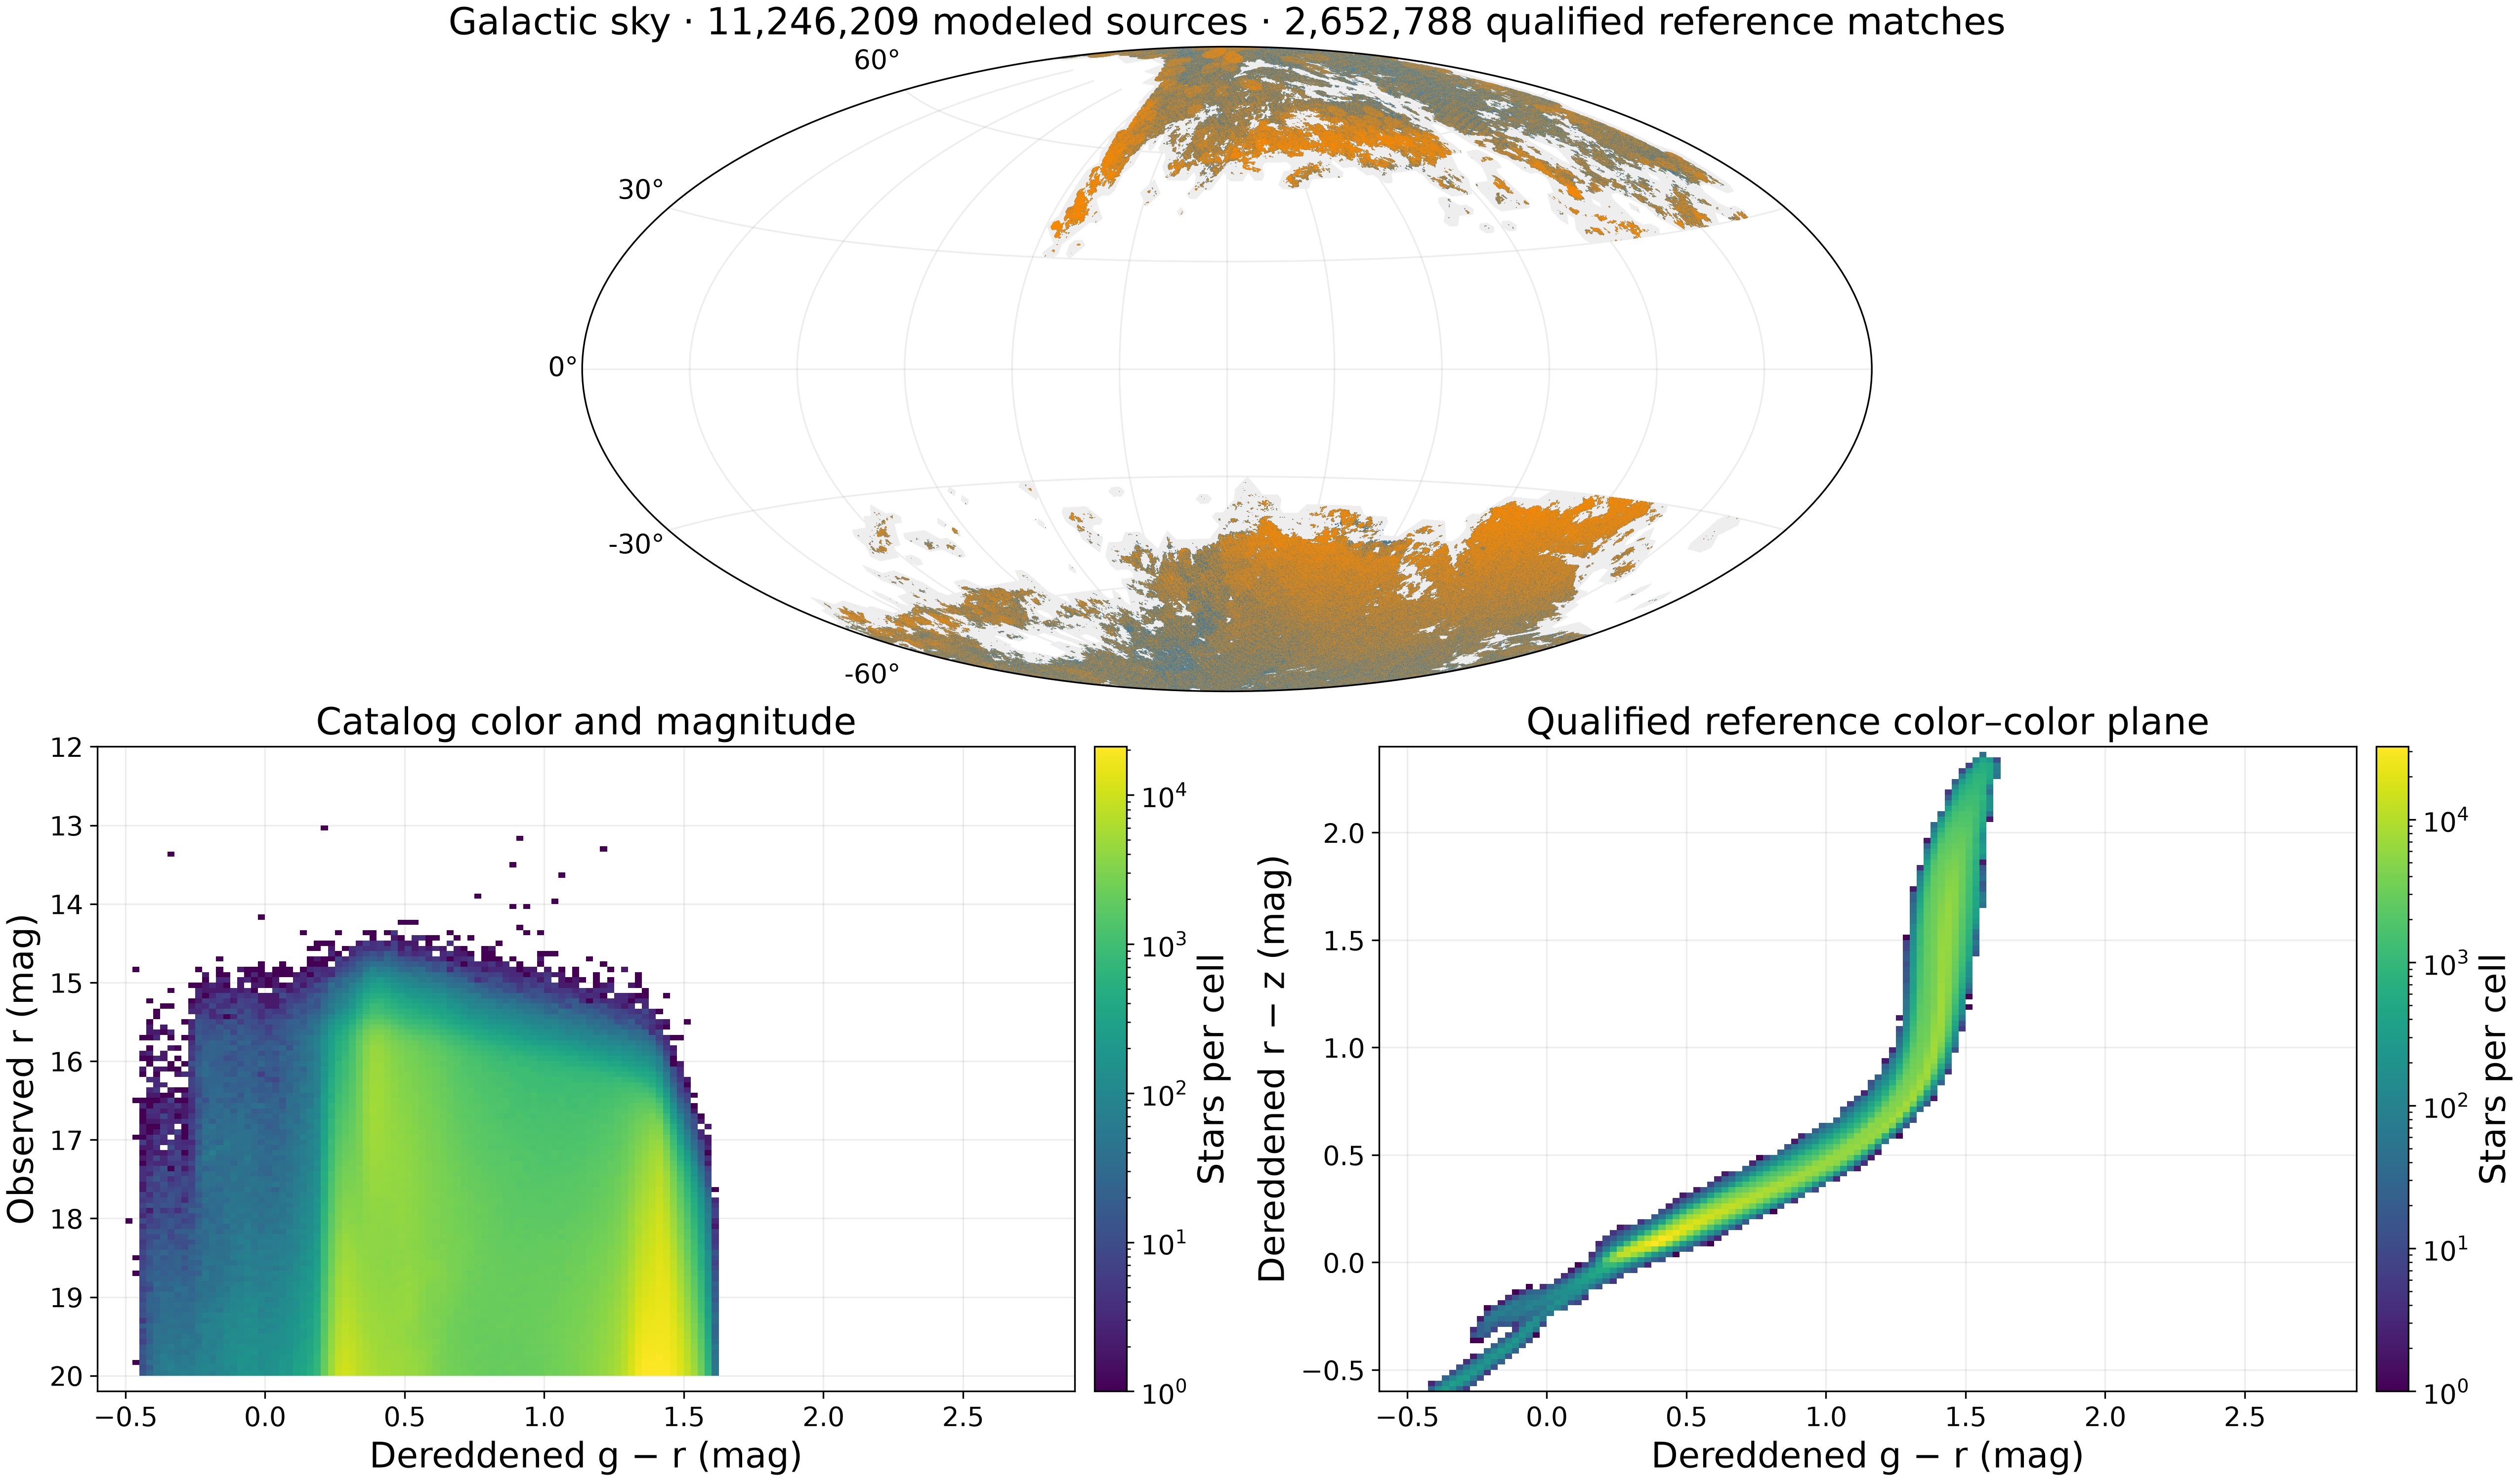 Galactic sky · 11,246,209 modeled sources · 2,652,788 qualified reference matches
60°
30°
0°
-30°
-60°
Catalog color and magnitude
12
13
14
15
16
17
18
19
20
Observed r (mag)
−0.5 0.0 0.5 1.0 1.5 2.0 2.5
Dereddened g − r (mag)
10⁴
10³
10²
10¹
10⁰
Stars per cell
Qualified reference color–color plane
2.0
1.5
1.0
0.5
0.0
−0.5
Dereddened r − z (mag)
−0.5 0.0 0.5 1.0 1.5 2.0 2.5
Dereddened g − r (mag)
10⁴
10³
10²
10¹
10⁰
Stars per cell